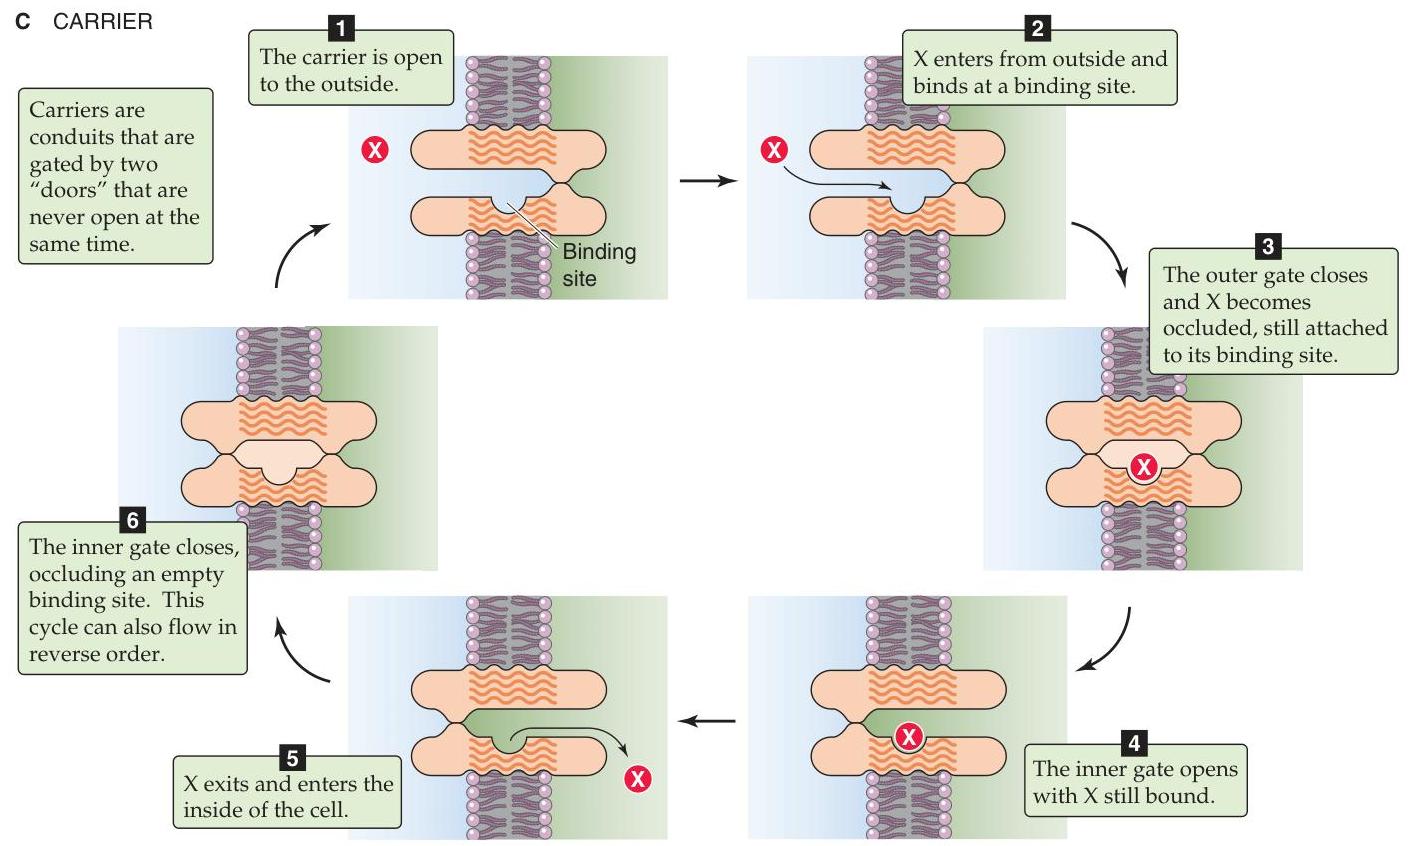 C CARRIER
Carriers are
conduits that are
gated by two
“doors” that are
never open at the
same time.
1
The carrier is open
to the outside.
X
Binding
site
2
X enters from outside and
binds at a binding site.
X
3
The outer gate closes
and X becomes
occluded, still attached
to its binding site.
X
4
The inner gate opens
with X still bound.
X
5
X exits and enters the
inside of the cell.
X
6
The inner gate closes,
occluding an empty
binding site. This
cycle can also flow in
reverse order.